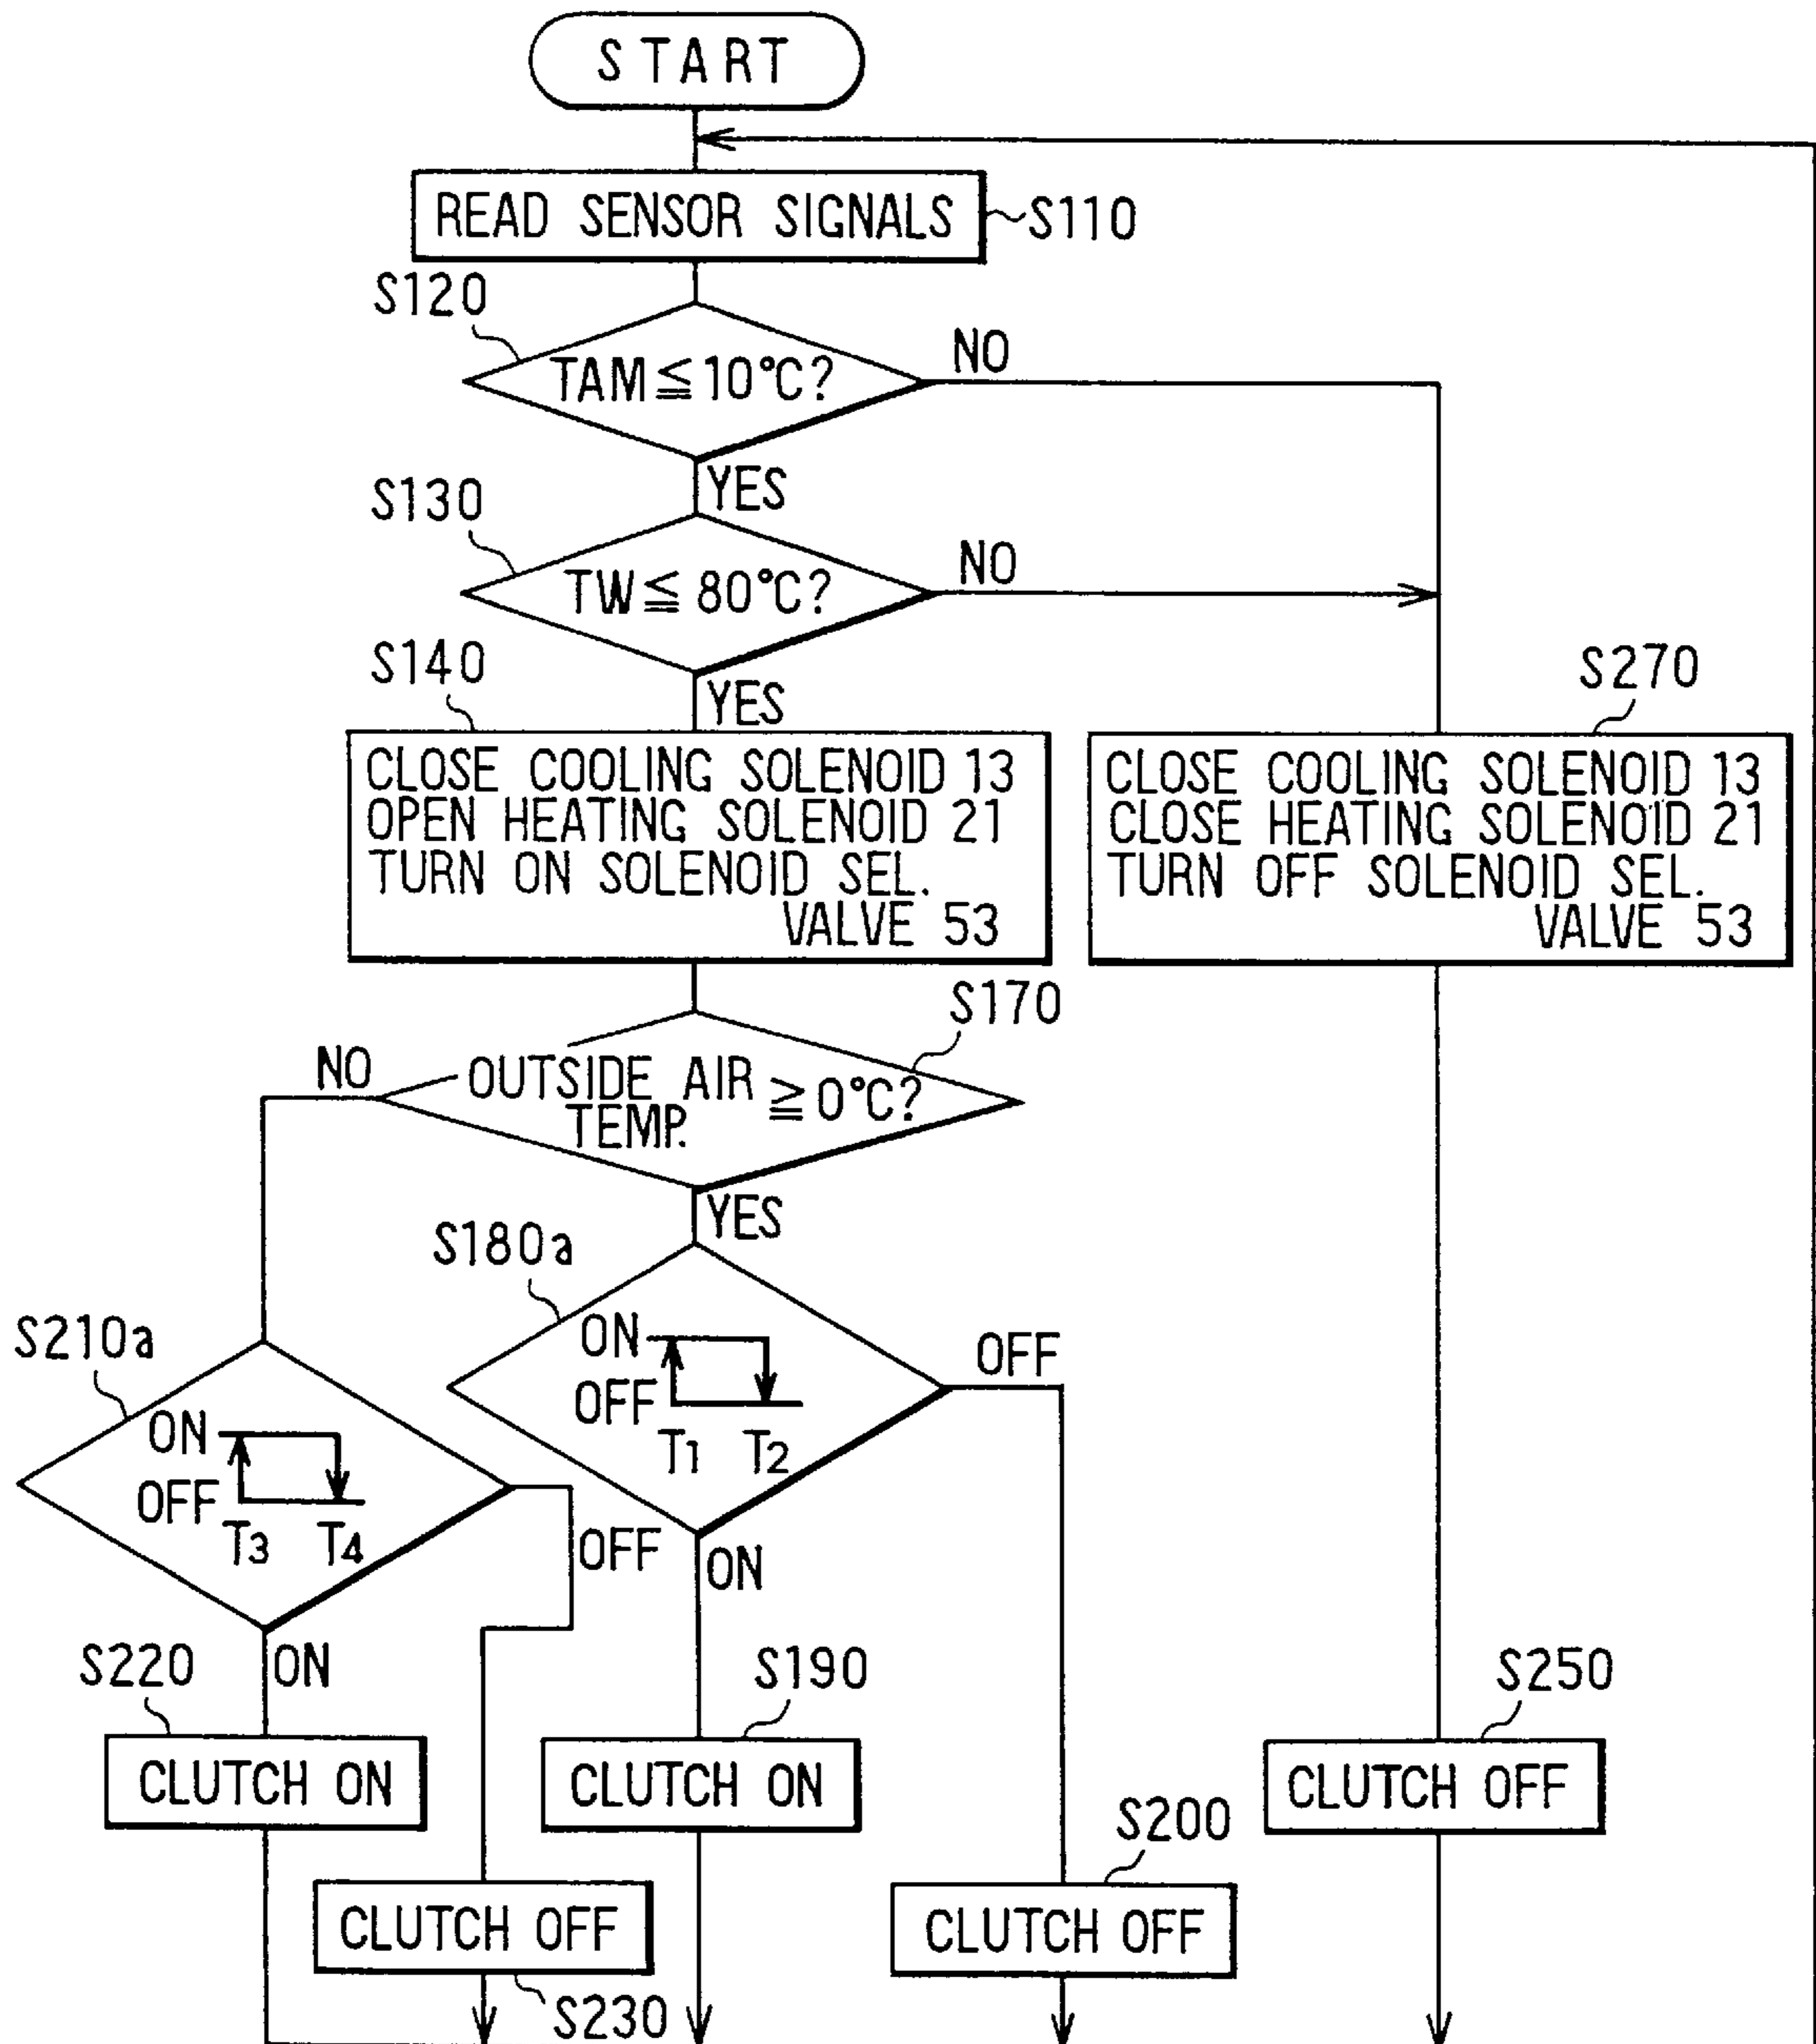 START
READ SENSOR SIGNALS
S110
S120
TAM≦10°C?
NO
YES
S130
TW≦80°C?
NO
YES
S140
CLOSE COOLING SOLENOID 13
OPEN HEATING SOLENOID 21
TURN ON SOLENOID SEL.
VALVE 53
S270
CLOSE COOLING SOLENOID 13
CLOSE HEATING SOLENOID 21
TURN OFF SOLENOID SEL.
VALVE 53
S170
NO
OUTSIDE AIR ≧0°C?
TEMP.
YES
S180a
ON
OFF
T1 T2
OFF
ON
S210a
ON
OFF
T3 T4
OFF
ON
S220
CLUTCH ON
S190
CLUTCH ON
S250
CLUTCH OFF
S200
CLUTCH OFF
CLUTCH OFF
S230